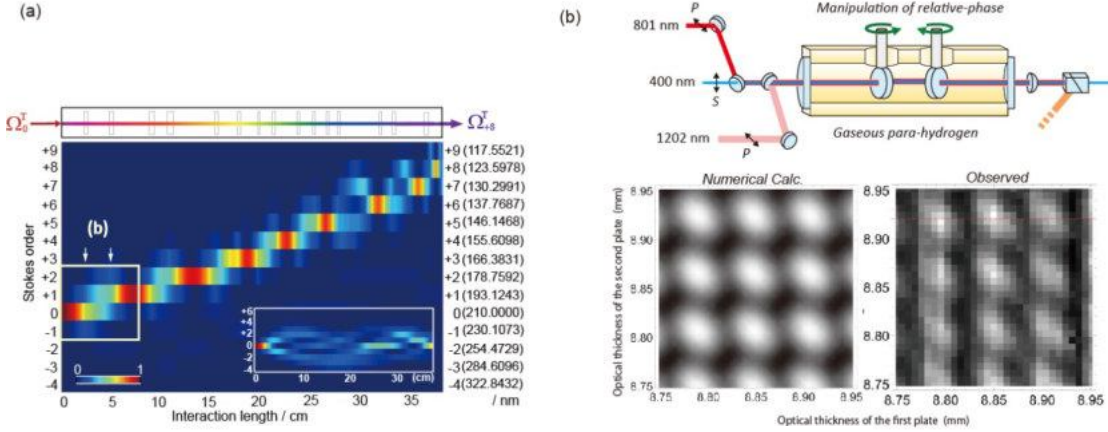 (a)
Ω₀ᵀ
Ωᵀ₊₈
Stokes order
+9
+8
+7
+6
+5
+4
+3
+2
+1
0
-1
-2
-3
-4
+9 (117.5521)
+8 (123.5978)
+7 (130.2991)
+6 (137.7687)
+5 (146.1468)
+4 (155.6098)
+3 (166.3831)
+2 (178.7592)
+1 (193.1243)
0 (210.0000)
-1 (230.1073)
-2 (254.4729)
-3 (284.6096)
-4 (322.8432)
/ nm
(b)
0 1
+6
+4
+2
0
-2
-4
0 10 20 30 (cm)
0 5 10 15 20 25 30 35
Interaction length / cm
(b)
Manipulation of relative-phase
801 nm
P
400 nm
S
1202 nm
P
Gaseous para-hydrogen
Numerical Calc.
Observed
Optical thickness of the second plate (mm)
8.95
8.90
8.85
8.80
8.75
8.75 8.80 8.85 8.90 8.95
8.95
8.90
8.85
8.80
8.75
8.75 8.80 8.85 8.90 8.95
Optical thickness of the first plate (mm)